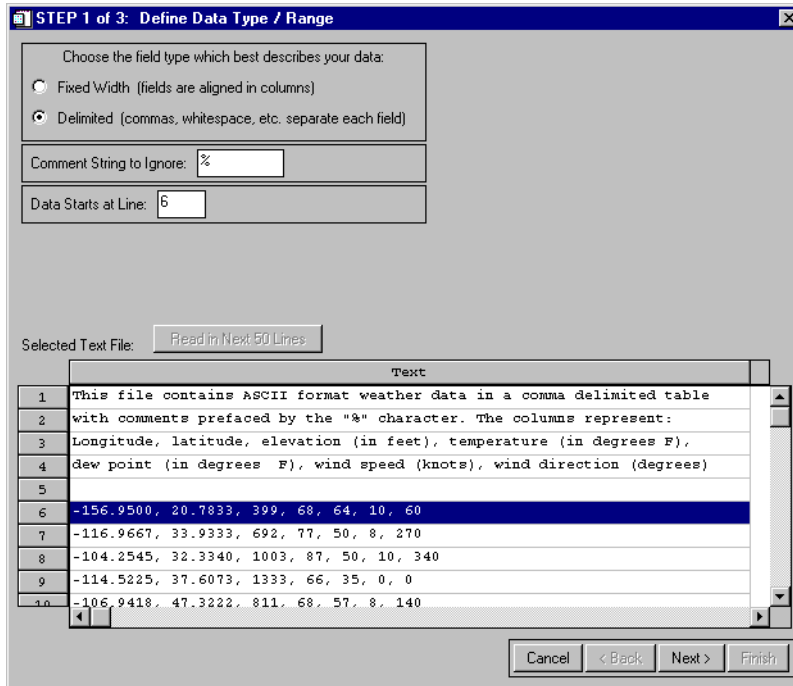 STEP 1 of 3: Define Data Type / Range
Choose the field type which best describes your data:
Fixed Width (fields are aligned in columns)
Delimited (commas, whitespace, etc. separate each field)
Comment String to Ignore: %
Data Starts at Line: 6
Selected Text File: Read in Next 50 Lines
Text
1 This file contains ASCII format weather data in a comma delimited table
2 with comments prefaced by the "%" character. The columns represent:
3 Longitude, latitude, elevation (in feet), temperature (in degrees F),
4 dew point (in degrees F), wind speed (knots), wind direction (degrees)
5
6 -156.9500, 20.7833, 399, 68, 64, 10, 60
7 -116.9667, 33.9333, 692, 77, 50, 8, 270
8 -104.2545, 32.3340, 1003, 87, 50, 10, 340
9 -114.5225, 37.6073, 1333, 66, 35, 0, 0
10 -106.9418, 47.3222, 811, 68, 57, 8, 140
Cancel < Back Next > Finish